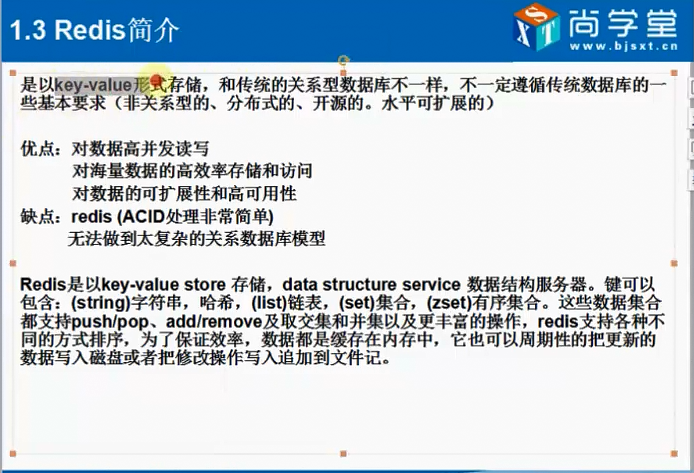 1.3 Redis简介
尚学堂
www.bjsxt.cn
是以key-value形式存储，和传统的关系型数据库不一样，不一定遵循传统数据库的一
些基本要求（非关系型的、分布式的、开源的。水平可扩展的）
优点：对数据高并发读写
对海量数据的高效率存储和访问
对数据的可扩展性和高可用性
缺点：redis (ACID处理非常简单)
无法做到太复杂的关系数据库模型
Redis是以key-value store 存储，data structure service 数据结构服务器。键可以
包含：(string)字符串，哈希，(list)链表，(set)集合，(zset)有序集合。这些数据集合
都支持push/pop、add/remove及取交集和并集以及更丰富的操作，redis支持各种不
同的方式排序，为了保证效率，数据都是缓存在内存中，它也可以周期性的把更新的
数据写入磁盘或者把修改操作写入追加到文件记。